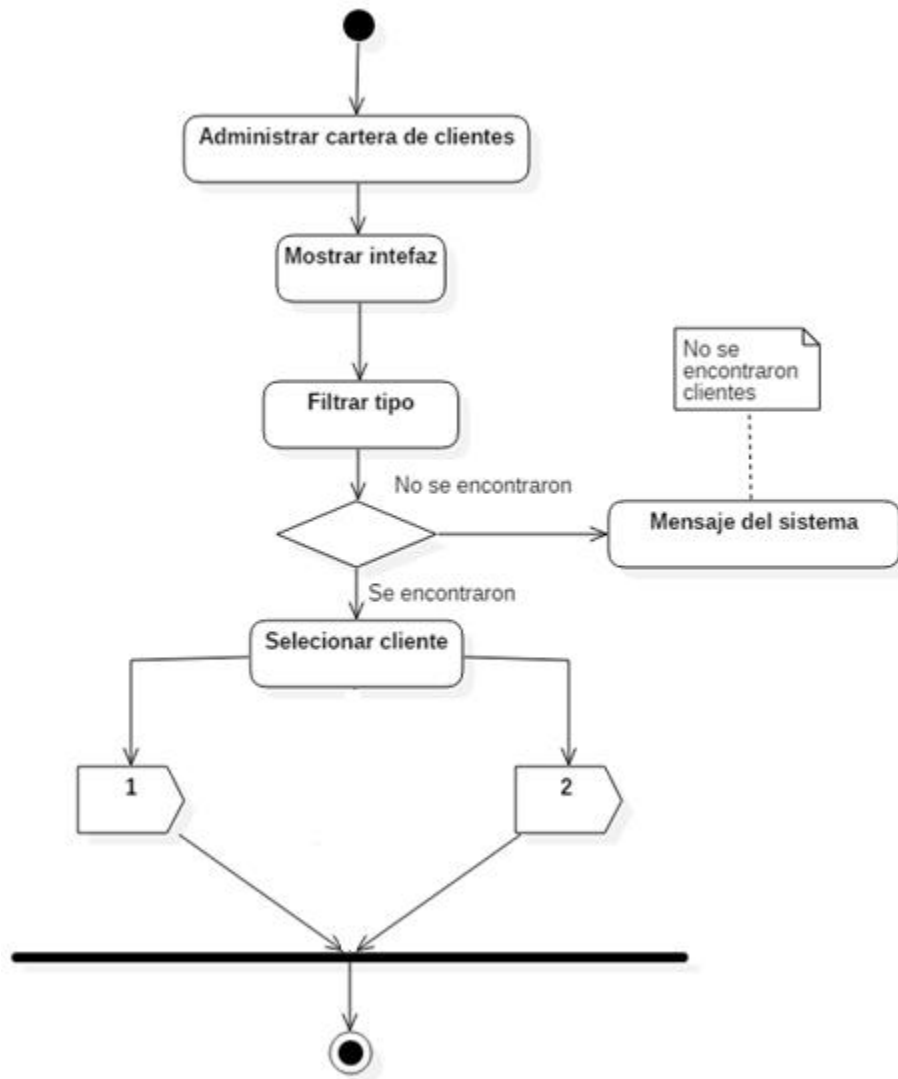 Administrar cartera de clientes
Mostrar intefaz
No se
encontraron
clientes
Filtrar tipo
No se encontraron
Mensaje del sistema
Se encontraron
Selecionar cliente
1
2